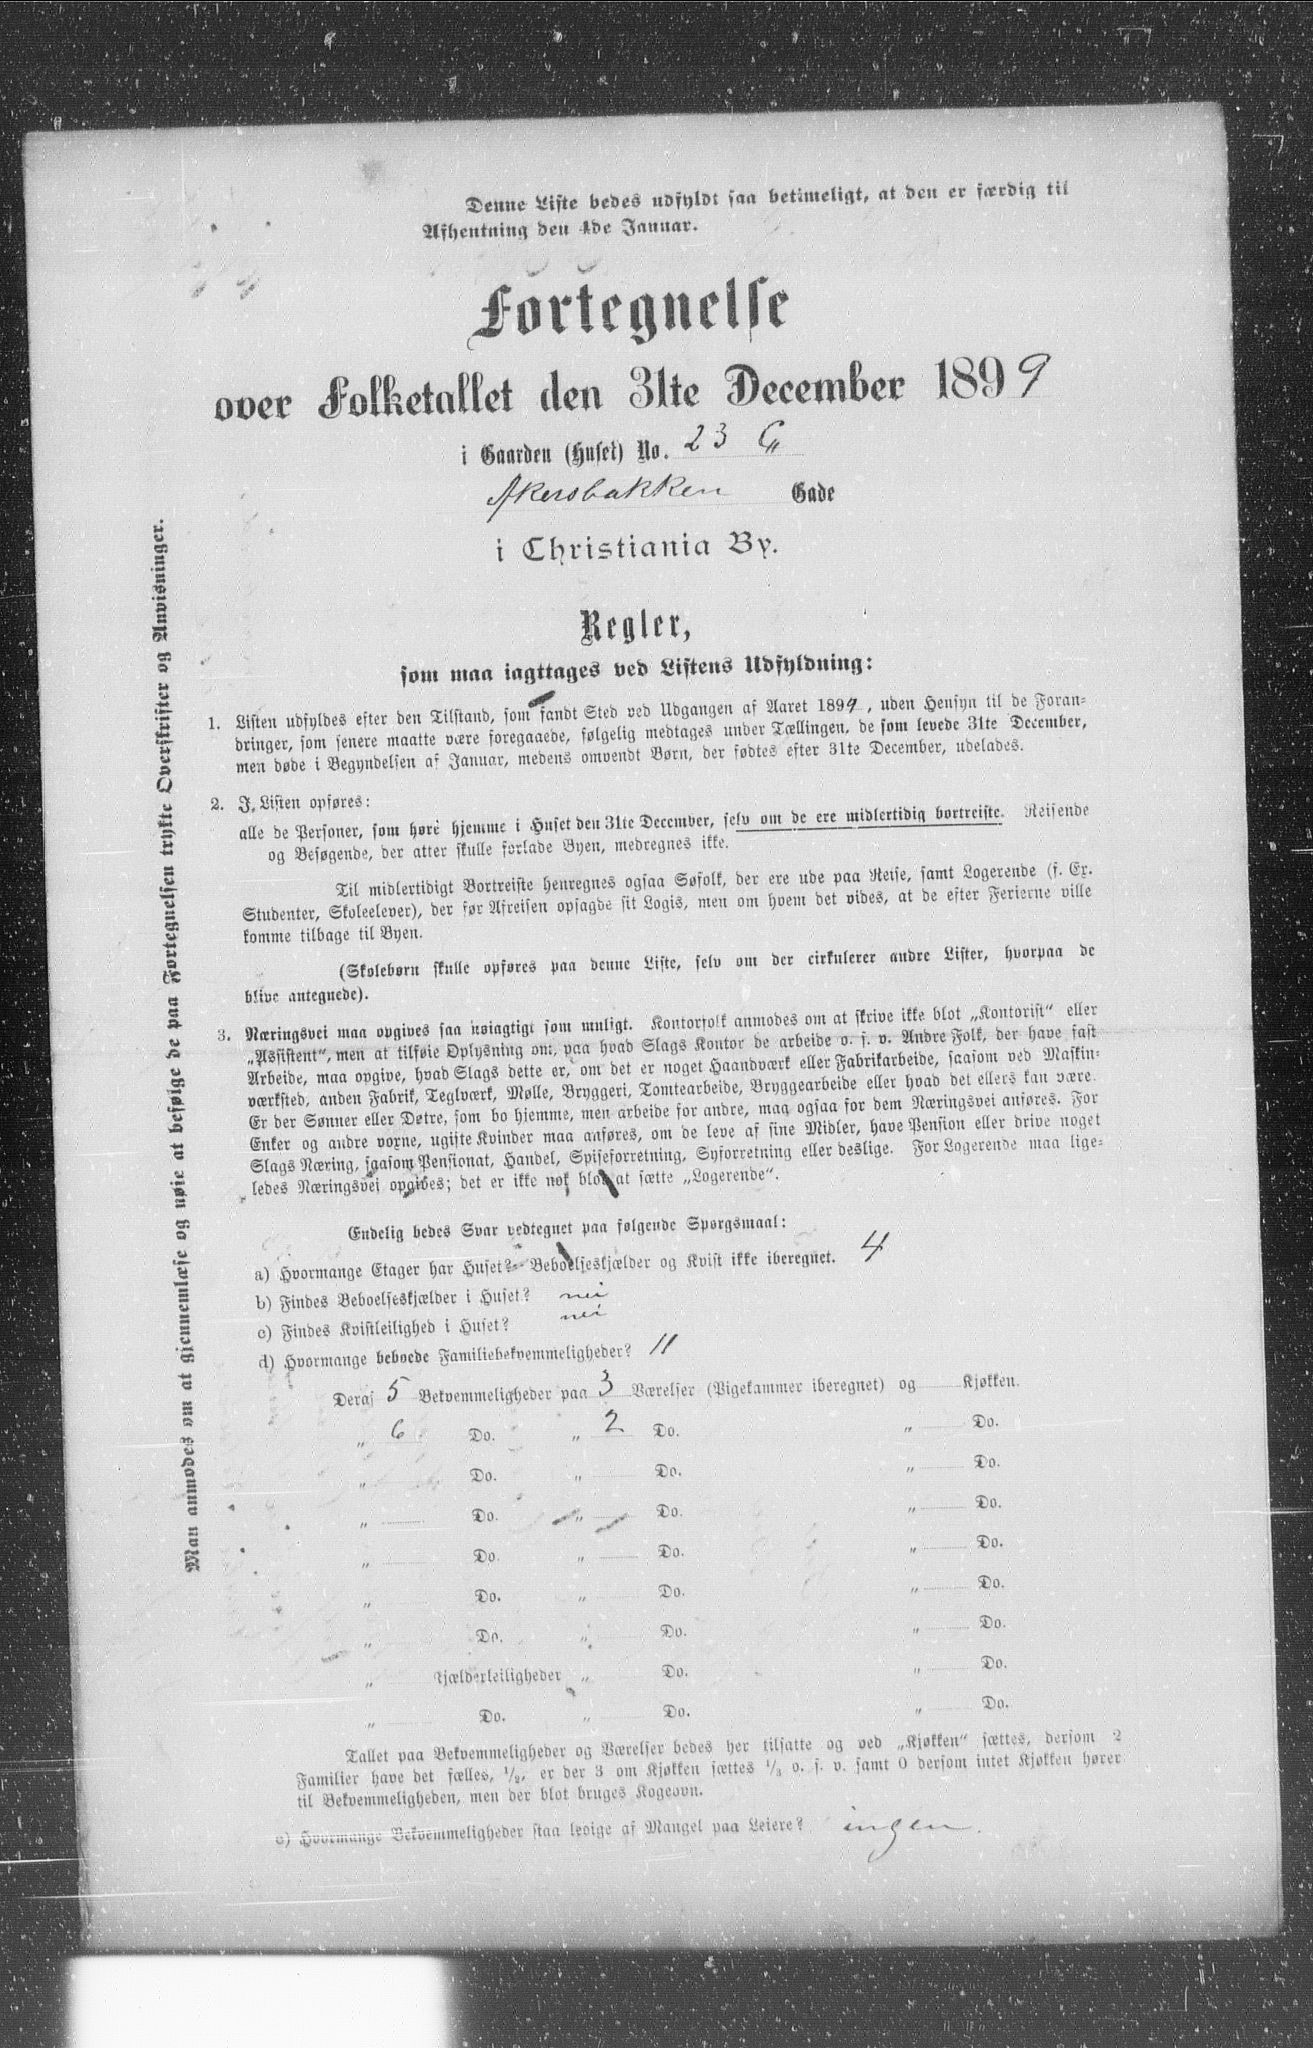 Denne Liste bedes udfyldt saa betimeligt, at den er færdig til
Afhentning den 4de Januar.
Fortegnelse
over Folketallet den 31te December 1899
i Gaarden (Huset) No. 23 C
Akersbakken Gade
i Christiania By.
Regler,
som maa iagttages ved Listens Udfyldning:
1. Listen udfyldes efter den Tilstand, som fandt Sted ved Udgangen af Aaret 1899, uden Hensyn til de Foran-
dringer, som senere maatte være foregaaede, følgelig medtages under Tællingen, de som levede 31te December,
men døde i Begyndelsen af Januar, medens omvendt Børn, der fødtes efter 31te December, udelades.
2. I Listen opføres:
alle de Personer, som høre hjemme i Huset den 31te December, selv om de ere midlertidig bortreiste. Reisende
og Besøgende, der atter skulle forlade Byen, medregnes ikke.
Til midlertidigt Bortreiste henregnes ogsaa Søfolk, der ere ude paa Reise, samt Logerende (f. Ex.
Studenter, Skoleelever), der før Afreisen opsagde sit Logis, men om hvem det vides, at de efter Ferierne ville
komme tilbage til Byen.
(Skolebørn skulle opføres paa denne Liste, selv om der cirkulerer andre Lister, hvorpaa de
blive antegnede).
3. Næringsvei maa opgives saa nøiagtigt som muligt. Kontorfolk anmodes om at skrive ikke blot „Kontorist“ eller
„Assistent“, men at tilføie Oplysning om, paa hvad Slags Kontor de arbeide o. s. v. Andre Folk, der have fast
Arbeide, maa opgive, hvad Slags dette er, om det er noget Haandværk eller Fabrikarbeide, saasom ved Maskin-
værksted, anden Fabrik, Teglværk, Mølle, Bryggeri, Tomtearbeide, Bryggearbeide eller hvad det ellers kan være.
Er der Sønner eller Døtre, som bo hjemme, men arbeide for andre, maa ogsaa for dem Næringsvei anføres. For
Enker og andre voxne, ugifte Kvinder maa anføres, om de leve af sine Midler, have Pension eller drive noget
Slags Næring, saasom Pensionat, Handel, Spiseforretning, Syforretning eller deslige. For Logerende maa lige-
ledes Næringsvei opgives; det er ikke nok blot at sætte „Logerende“.
Endelig bedes Svar vedtegnet paa følgende Spørgsmaal:
a) Hvormange Etager har Huset? Beboelseskjælder og Kvist ikke iberegnet. 4
b) Findes Beboelseskjælder i Huset? nei
c) Findes Kvistleilighed i Huset? nei
d) Hvormange beboede Familiebekvemmeligheder? 11
Deraf 5 Bekvemmeligheder paa 3 Værelser (Pigekammer iberegnet) og Kjøkken.
„ 6 Do. „ 2 Do. „ Do.
„ Do. „ Do. „ Do.
„ Do. „ Do. „ Do.
„ Do. „ Do. „ Do.
„ Do. „ Do. „ Do.
„ Do. „ Do. „ Do.
„ Kjælderleiligheder „ Do. „ Do.
„ Do. „ Do. „ Do.
Tallet paa Bekvemmeligheder og Værelser bedes her tilsatte og ved „Kjøkken“ sættes, dersom 2
Familier have det fælles, 1/2, er der 3 om Kjøkken sættes 1/3 o. s. v. samt 0 dersom intet Kjøkken hører
til Bekvemmeligheden, men der blot bruges Kogeovn.
e) Hvormange Bekvemmeligheder staa ledige af Mangel paa Leiere? ingen.
Man anmodes om at gjennemlæse og nøie at befølge de paa Fortegnelsen trykte Overskrifter og Anvisninger.